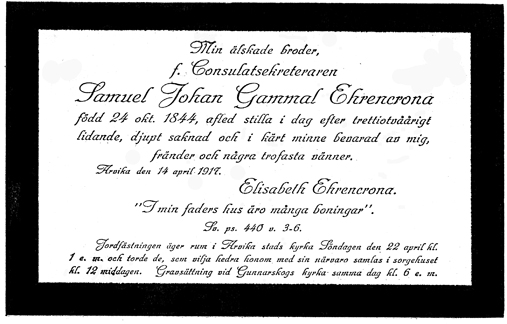 Min älskade broder,
f. Consulatsekreteraren
Samuel Johan Gammal Ehrencrona
född 24 okt. 1844, afled stilla i dag efter trettiotvåårigt
lidande, djupt saknad och i kärt minne bevarad av mig,
fränder och några trofasta vänner.
Arvika den 14 april 1917.
Elisabeth Ehrencrona.
"I min faders hus äro många boningar".
Sv. ps. 440 v. 3-6.
Jordfästningen äger rum i Arvika stads kyrka Söndagen den 22 april kl.
1 e. m. och torde de, som vilja hedra honom med sin närvaro samlas i sorgehuset
kl. 12 middagen. Gravsättning vid Gunnarskogs kyrka samma dag kl. 6 e. m.